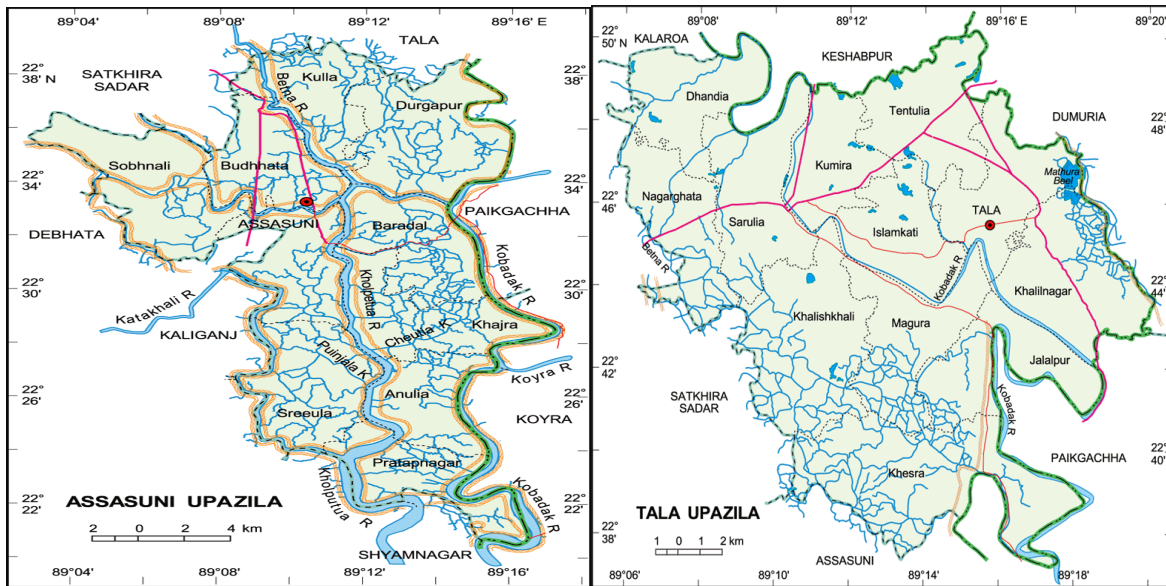 89°04' 89°08' 89°12' 89°16' E
TALA
22° 38' N
22° 38'
SATKHIRA
SADAR
Kulla
Betna R
Durgapur
Sobhnali
Budhhata
22° 34'
22° 34'
ASSASUNI
PAIKGACHHA
DEBHATA
Baradal
Kobadak R
22° 30'
22° 30'
Katakhali R
Kholpetua R
KALIGANJ
Khajra
Cheutia K
Puinjala K
Koyra R
22° 26'
22° 26'
Anulia
Sreeula
KOYRA
Pratapnagar
22° 22'
22° 22'
ASSASUNI UPAZILA
Kholputua R
Kobadak R
2 0 2 4 km
SHYAMNAGAR
89°04' 89°08' 89°12' 89°16'
89°08' 89°12' 89°16' E 89°20'
22° 50' N
KALAROA
KESHABPUR
Dhandia
Tentulia
DUMURIA
22° 48'
Kumira
Mathura
Beel
Nagarghata
22° 46'
Sarulia
TALA
Islamkati
Betna R
Kobadak R
22° 44'
Khalilnagar
Khalishkhali
Magura
22° 42'
Jalalpur
SATKHIRA
SADAR
Kobadak R
22° 40'
PAIKGACHHA
Khesra
TALA UPAZILA
22° 38'
1 0 1 2 km
ASSASUNI
89°06' 89°10' 89°14' 89°18'